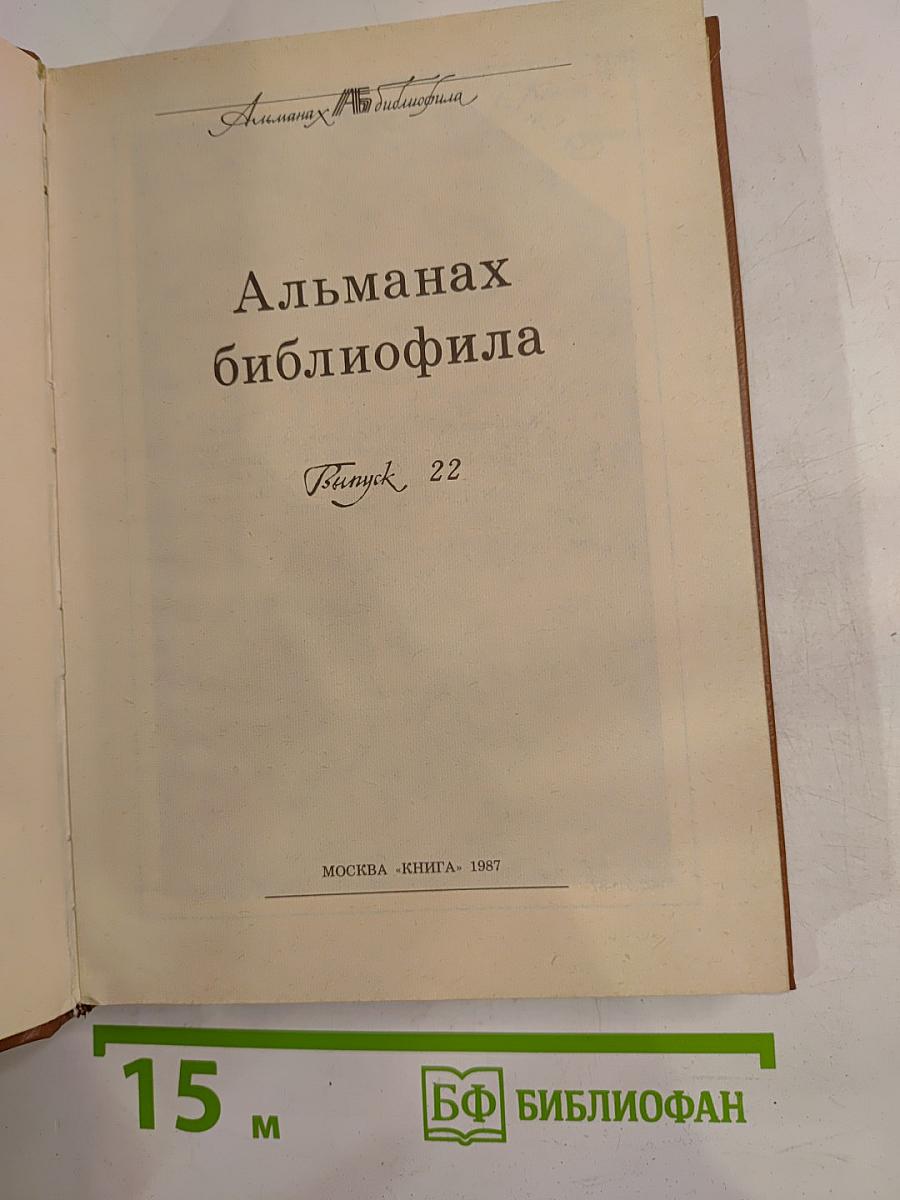 Альманах АБ библиофила
Альманах
библиофила
Выпуск 22
МОСКВА «КНИГА» 1987
15 м
БФ БИБЛИОФАН